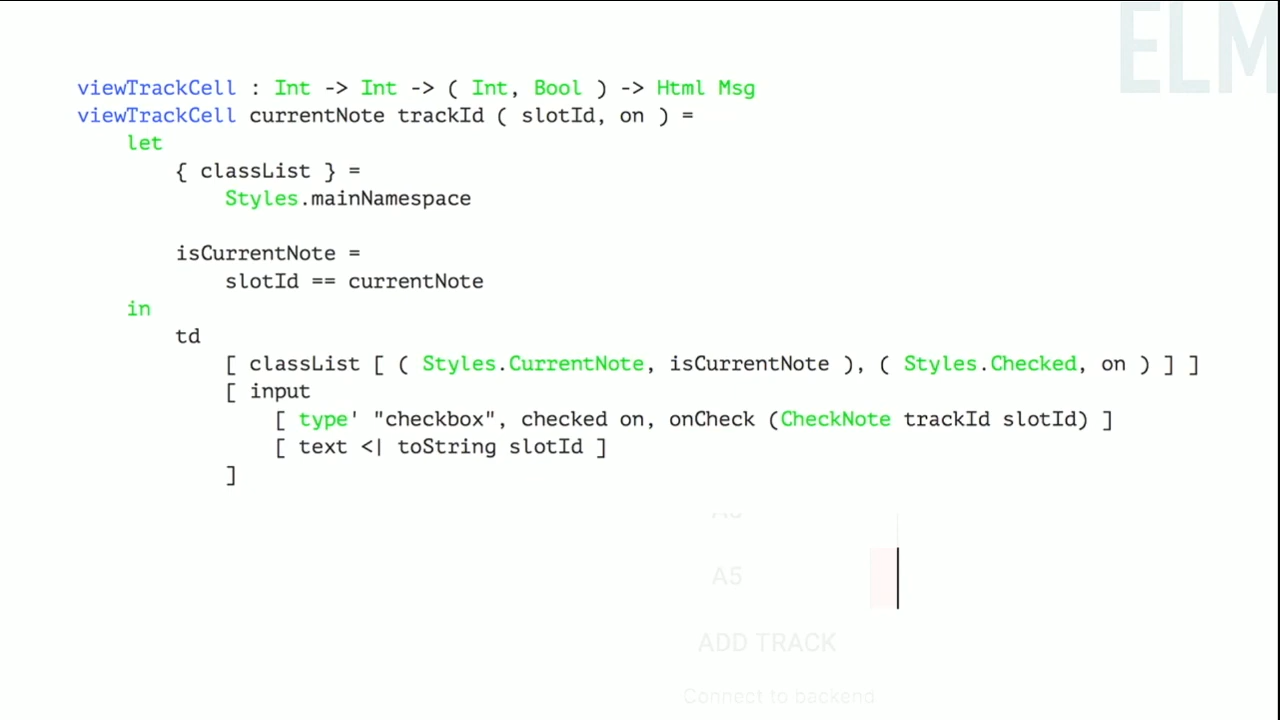 ELM
viewTrackCell : Int -> Int -> ( Int, Bool ) -> Html Msg
viewTrackCell currentNote trackId ( slotId, on ) =
let
{ classList } =
Styles.mainNamespace
isCurrentNote =
slotId == currentNote
in
td
[ classList [ ( Styles.CurrentNote, isCurrentNote ), ( Styles.Checked, on ) ] ]
[ input
[ type' "checkbox", checked on, onCheck (CheckNote trackId slotId) ]
[ text <| toString slotId ]
]
A5
ADD TRACK
Connect to backend